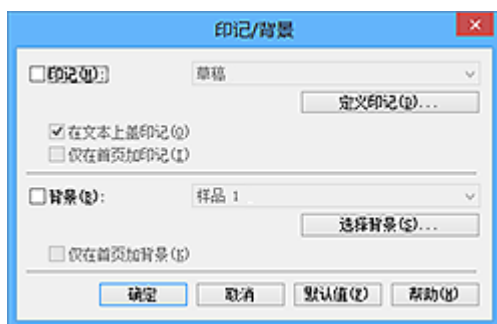 印记/背景
印记(M): 草稿
定义印记(D)...
在文本上盖印记(O)
仅在首页加印记(I)
背景(B): 样品 1
选择背景(S)...
仅在首页加背景(K)
确定 取消 默认值(F) 帮助(H)